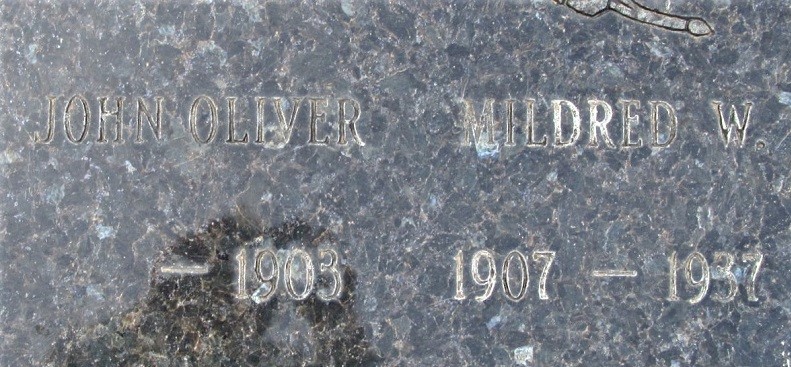 JOHN OLIVER MILDRED W.
— 1903 1907 — 1937